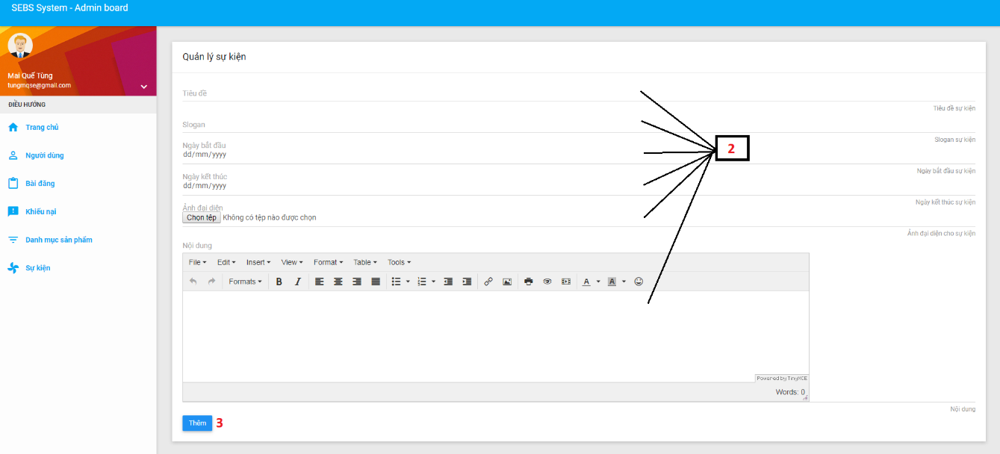 SEBS System - Admin board
Mai Quế Tùng
tungmqse@gmail.com
ĐIỀU HƯỚNG
Trang chủ
Người dùng
Bài đăng
Khiếu nại
Danh mục sản phẩm
Sự kiện
Quản lý sự kiện
Tiêu đề
Tiêu đề sự kiện
Slogan
Slogan sự kiện
Ngày bắt đầu
dd/mm/yyyy
Ngày bắt đầu sự kiện
Ngày kết thúc
dd/mm/yyyy
Ngày kết thúc sự kiện
Ảnh đại diện
Chọn tệp Không có tệp nào được chọn
Ảnh đại diện cho sự kiện
2
Nội dung
File Edit Insert View Format Table Tools
Formats B I A A
Powered by TinyMCE
Words: 0
Nội dung
Thêm 3